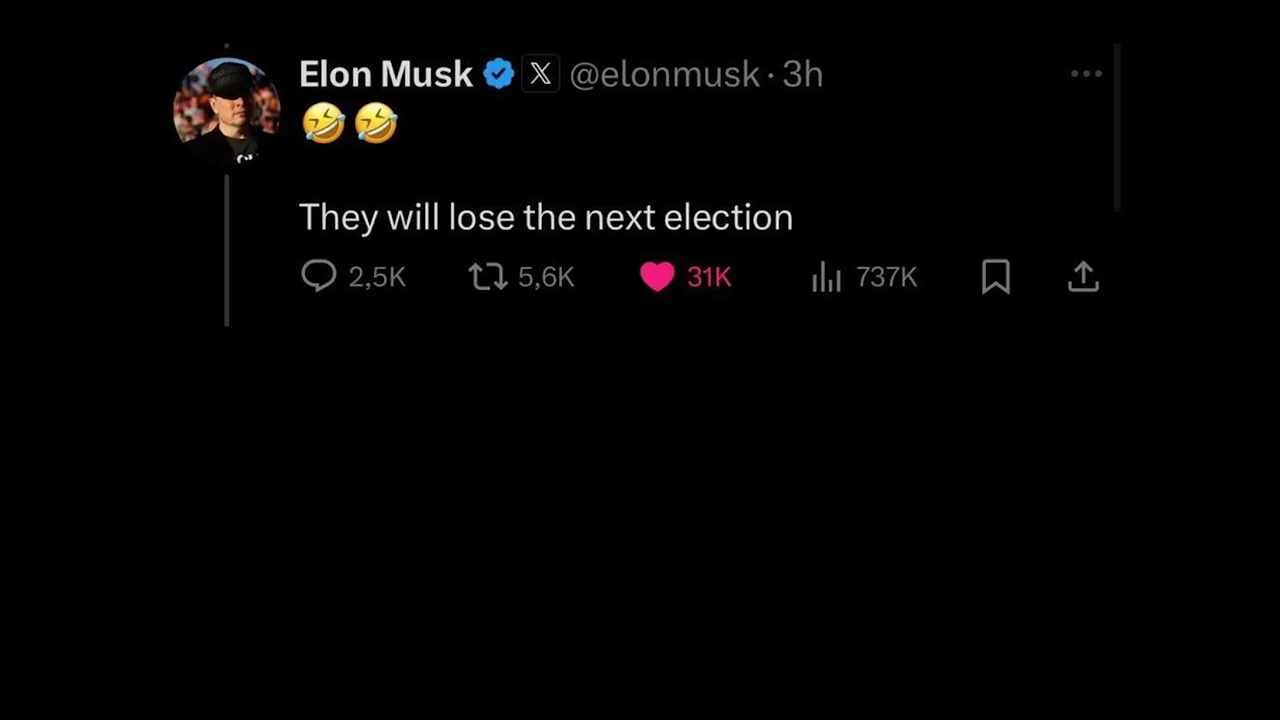 Elon Musk @elonmusk · 3h
🤣🤣
They will lose the next election
2,5K 5,6K 31K 737K